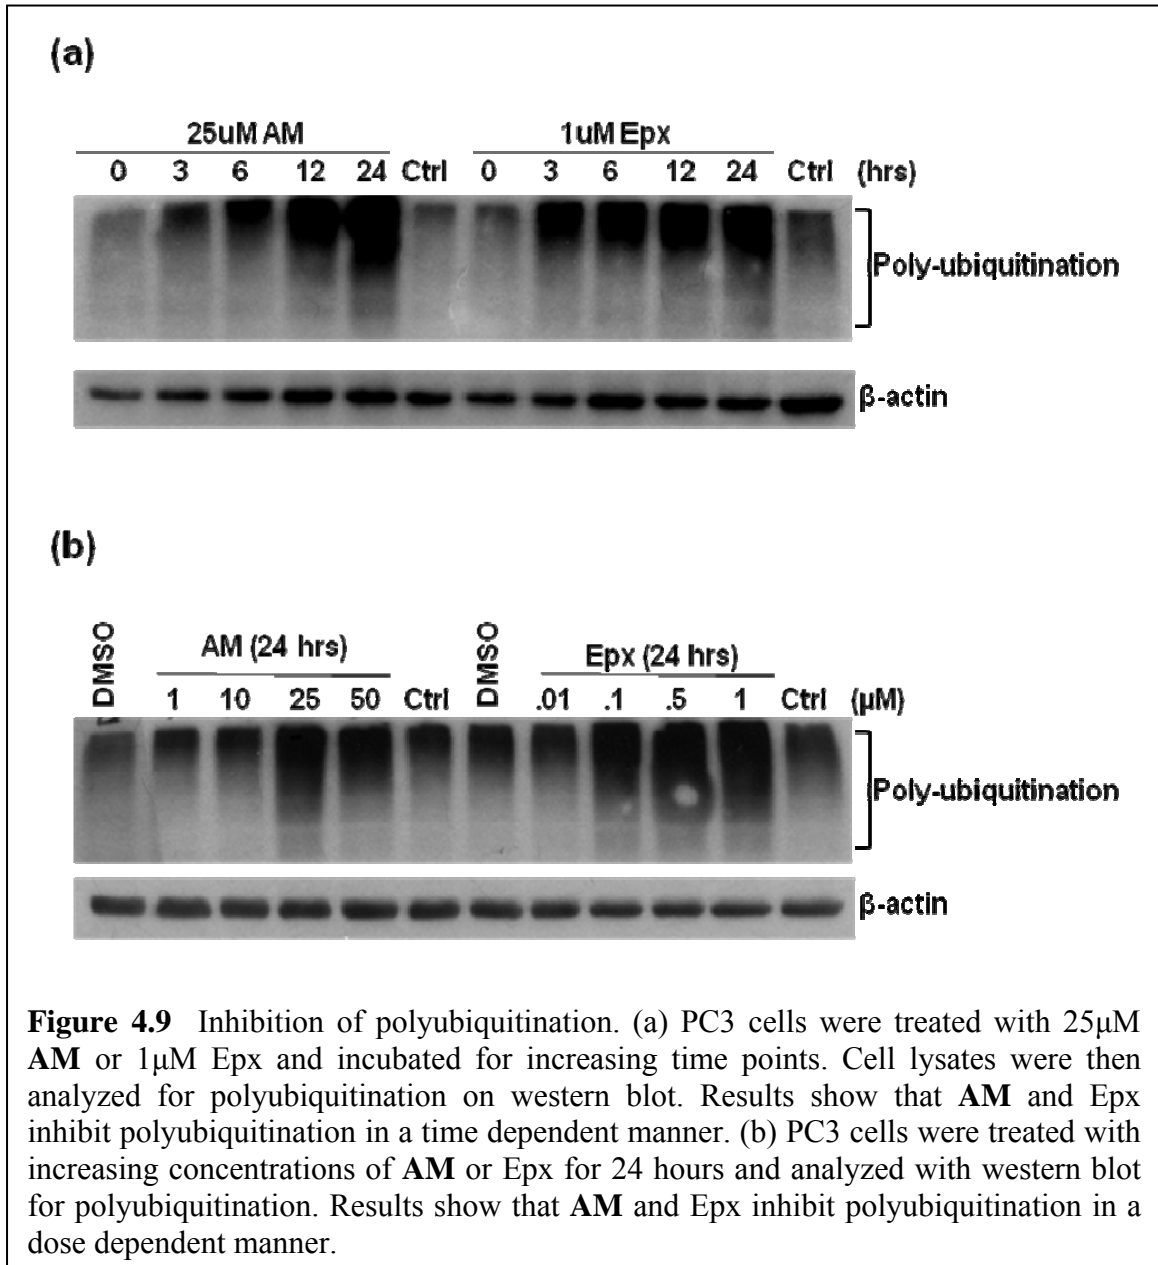 (a)
25uM AM 1uM Epx
0 3 6 12 24 Ctrl 0 3 6 12 24 Ctrl (hrs)
Poly-ubiquitination
β-actin
(b)
DMSO AM (24 hrs) DMSO Epx (24 hrs)
1 10 25 50 Ctrl .01 .1 .5 1 Ctrl (μM)
Poly-ubiquitination
β-actin
Figure 4.9 Inhibition of polyubiquitination. (a) PC3 cells were treated with 25μM
AM or 1μM Epx and incubated for increasing time points. Cell lysates were then
analyzed for polyubiquitination on western blot. Results show that AM and Epx
inhibit polyubiquitination in a time dependent manner. (b) PC3 cells were treated with
increasing concentrations of AM or Epx for 24 hours and analyzed with western blot
for polyubiquitination. Results show that AM and Epx inhibit polyubiquitination in a
dose dependent manner.